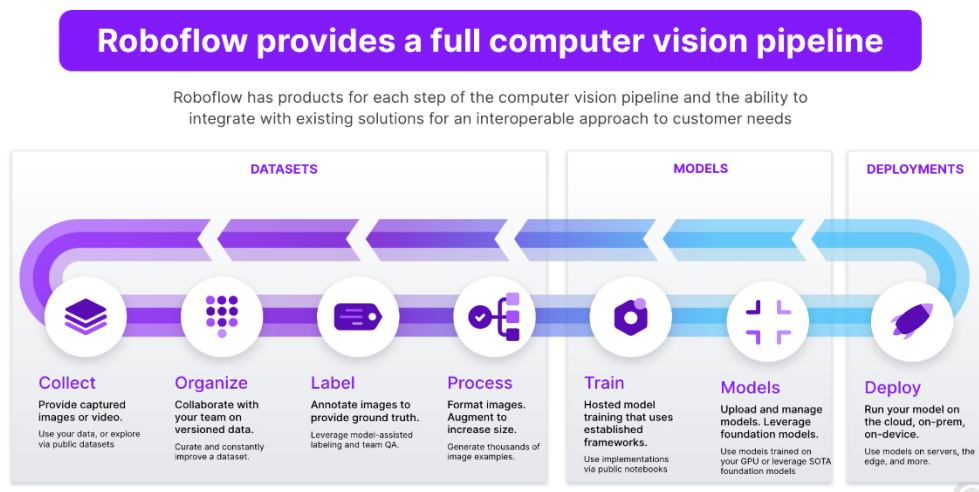 Roboflow provides a full computer vision pipeline
Roboflow has products for each step of the computer vision pipeline and the ability to
integrate with existing solutions for an interoperable approach to customer needs
DATASETS
MODELS
DEPLOYMENTS
Collect
Provide captured
images or video.
Use your data, or explore
via public datasets
Organize
Collaborate with
your team on
versioned data.
Curate and constantly
improve a dataset.
Label
Annotate images to
provide ground truth.
Leverage model-assisted
labeling and team QA.
Process
Format images.
Augment to
increase size.
Generate thousands of
image examples.
Train
Hosted model
training that uses
established
frameworks.
Use implementations
via public notebooks
Models
Upload and manage
models. Leverage
foundation models.
Use models trained on
your GPU or leverage SOTA
foundation models
Deploy
Run your model on
the cloud, on-prem,
on-device.
Use models on servers, the
edge, and more.